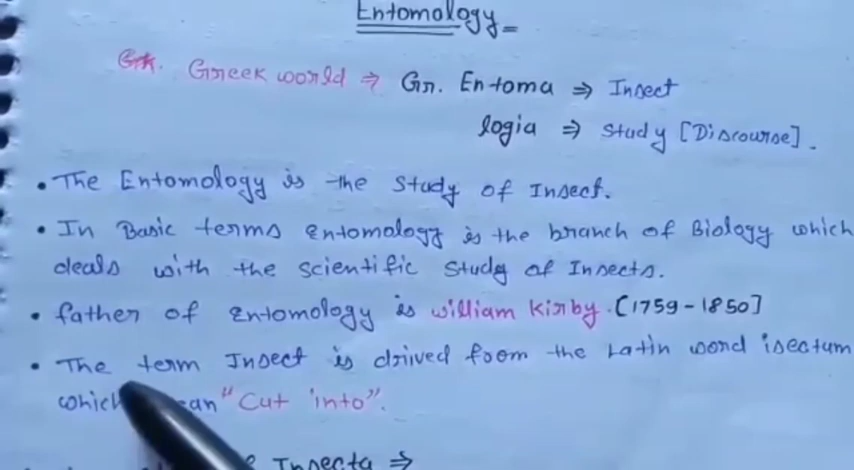 Entomology
Gr. Greek world ⇒ Gr. Entoma ⇒ Insect
logia ⇒ study [Discourse].
• The Entomology is the study of Insect.
• In Basic terms entomology is the branch of Biology which
deals with the scientific study of Insects.
• father of entomology is william kirby. [1759-1850]
• The term Insect is drived from the Latin word isectum
which "Cut into".
Insecta ⇒